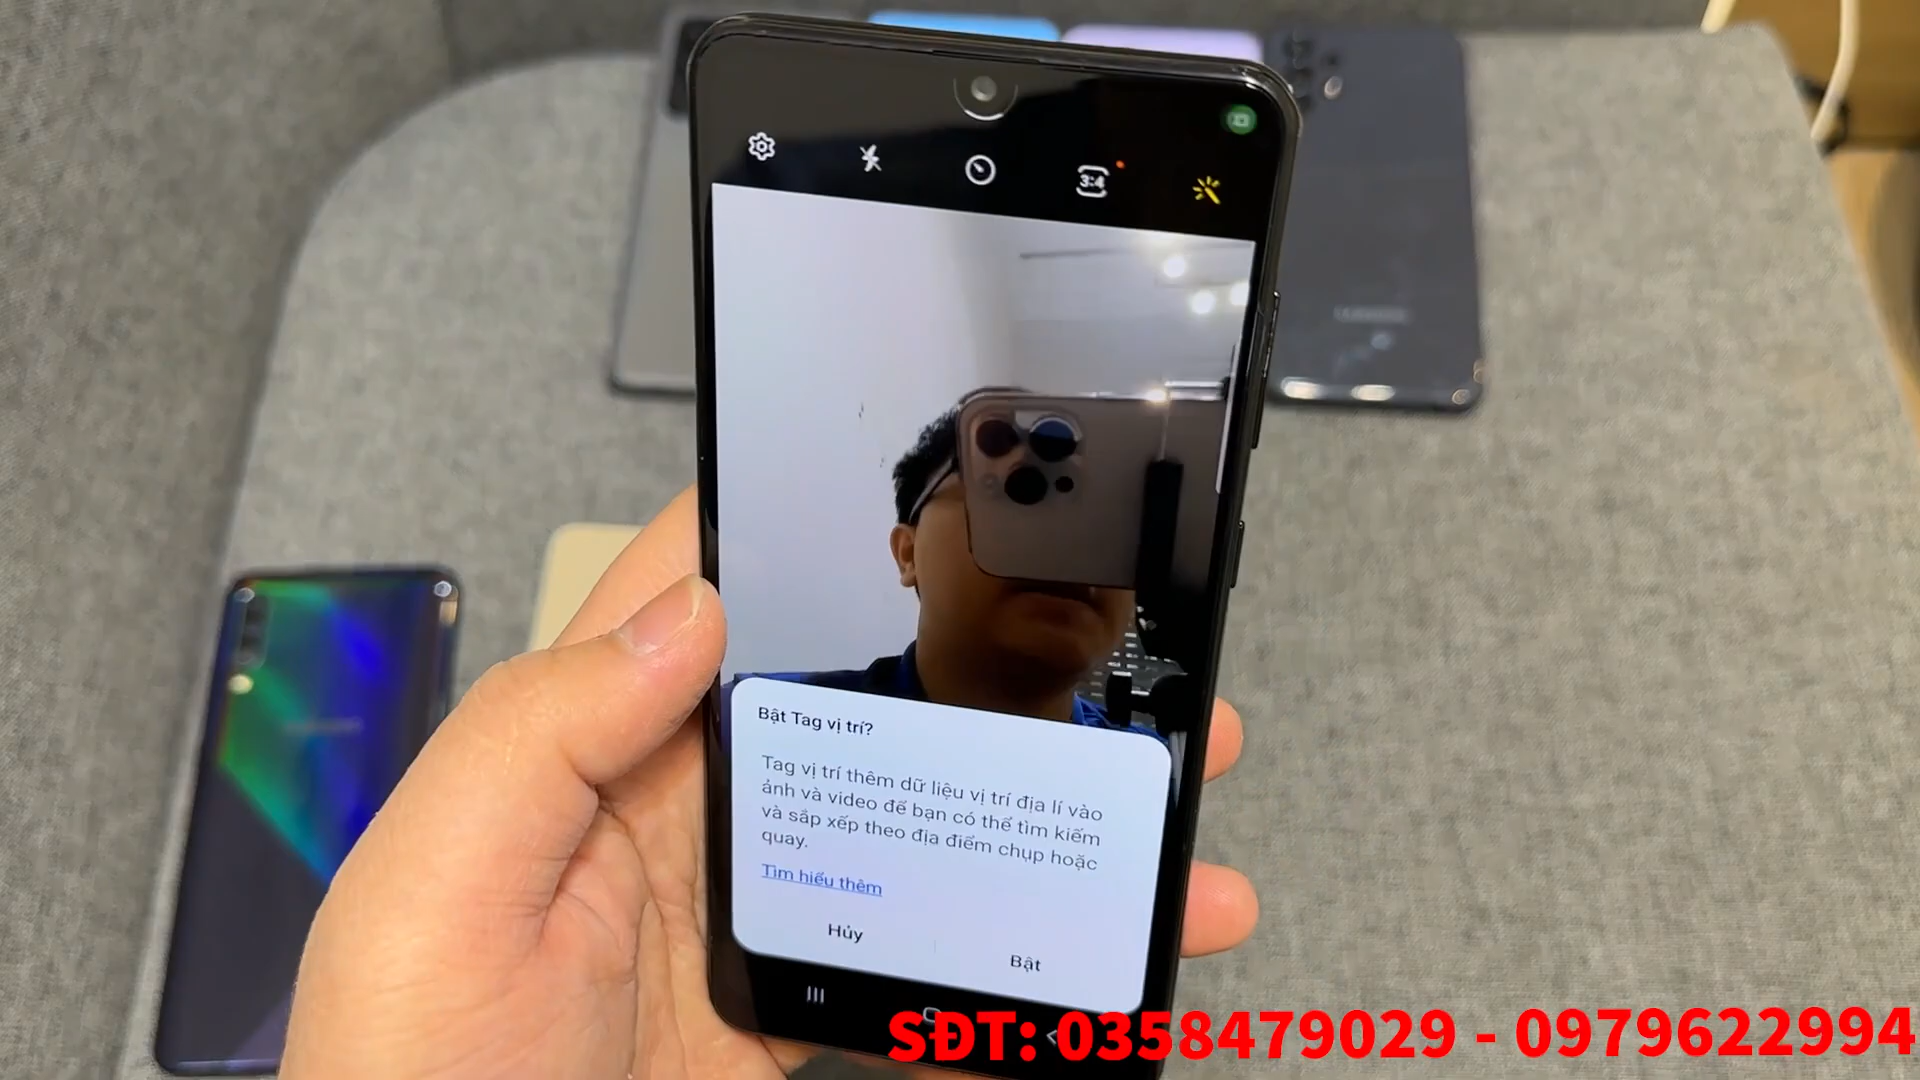 3:4
Bật Tag vị trí?
Tag vị trí thêm dữ liệu vị trí địa lí vào
ảnh và video để bạn có thể tìm kiếm
và sắp xếp theo địa điểm chụp hoặc
quay.
Tìm hiểu thêm
Hủy
Bật
SĐT: 0358479029 - 0979622994